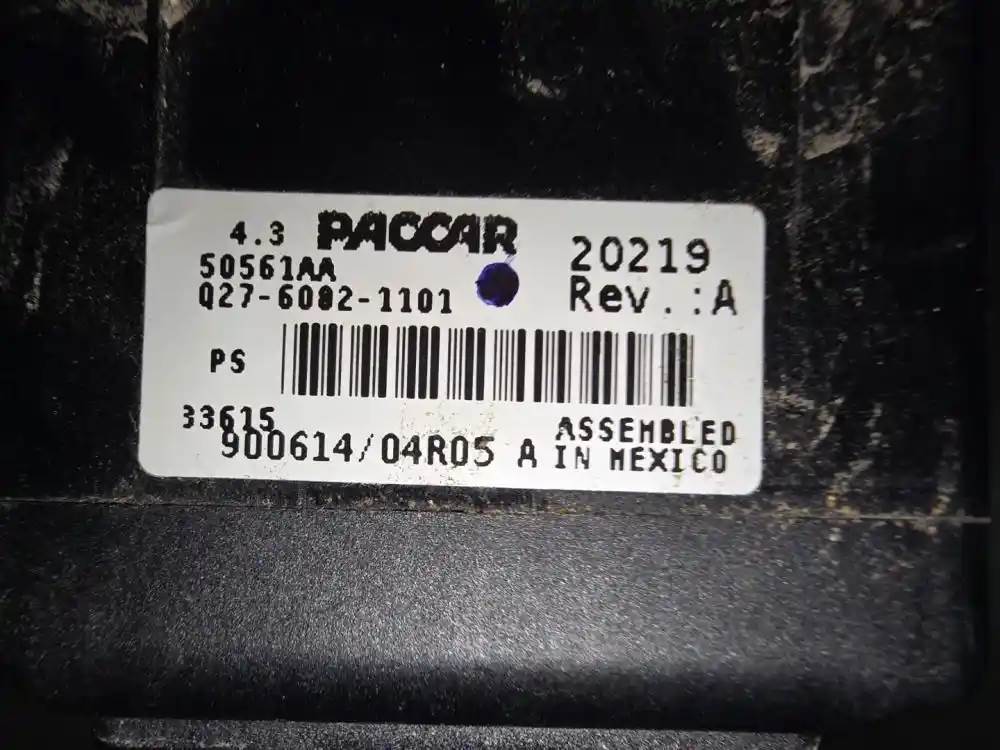 4.3 PACCAR
50561AA
Q27-6082-1101
20219
Rev.:A
PS
33615
900614/04R05 A
ASSEMBLED
IN MEXICO